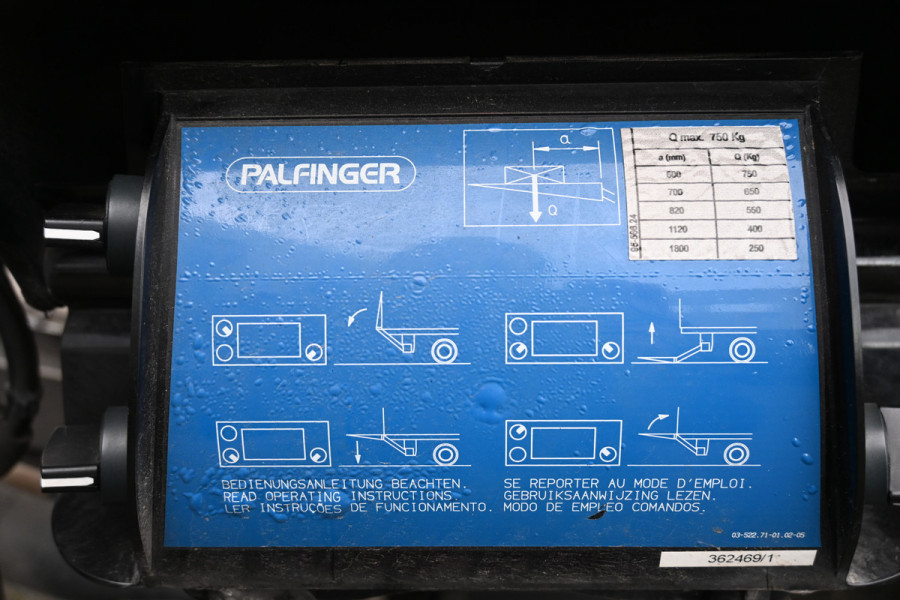 PALFINGER
a
Q
Q max. 750 Kg
a (mm) Q (Kg)
600 750
700 650
820 550
1120 400
1800 250
BEDIENUNGSANLEITUNG BEACHTEN.
READ OPERATING INSTRUCTIONS.
LER INSTRUÇÕES DE FUNCIONAMENTO.
SE REPORTER AU MODE D'EMPLOI.
GEBRUIKSAANWIJZING LEZEN.
MODO DE EMPLEO COMANDOS.
03-522.71-01.02-05
362469/1